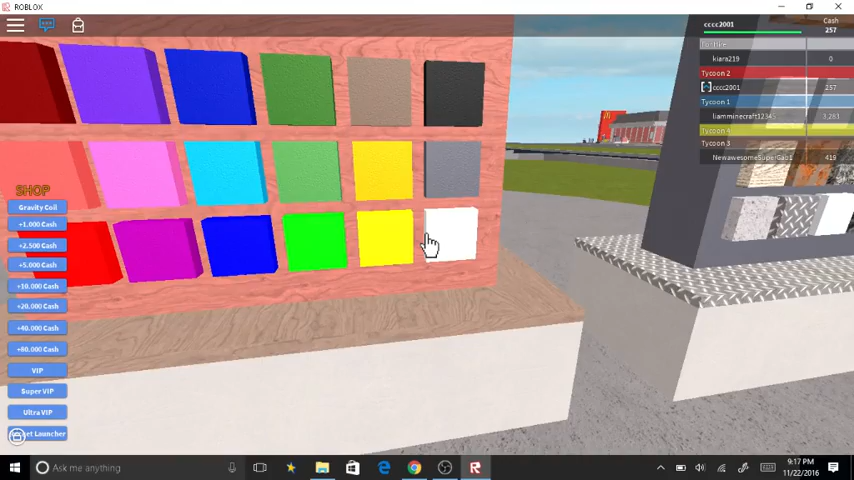 ROBLOX
cccc2001
Cash
257
kiara219 0
Tycoon 2
cccc2001 257
Tycoon 1
liamminecraft12345 3,283
Tycoon 4
Tycoon 3
NewawesomeSuperGab1 419
SHOP
Gravity Coil
+1.000 Cash
+2.500 Cash
+5.000 Cash
+10.000 Cash
+20.000 Cash
+40.000 Cash
+80.000 Cash
VIP
Super VIP
Ultra VIP
Launcher
Ask me anything
9:17 PM
11/22/2016